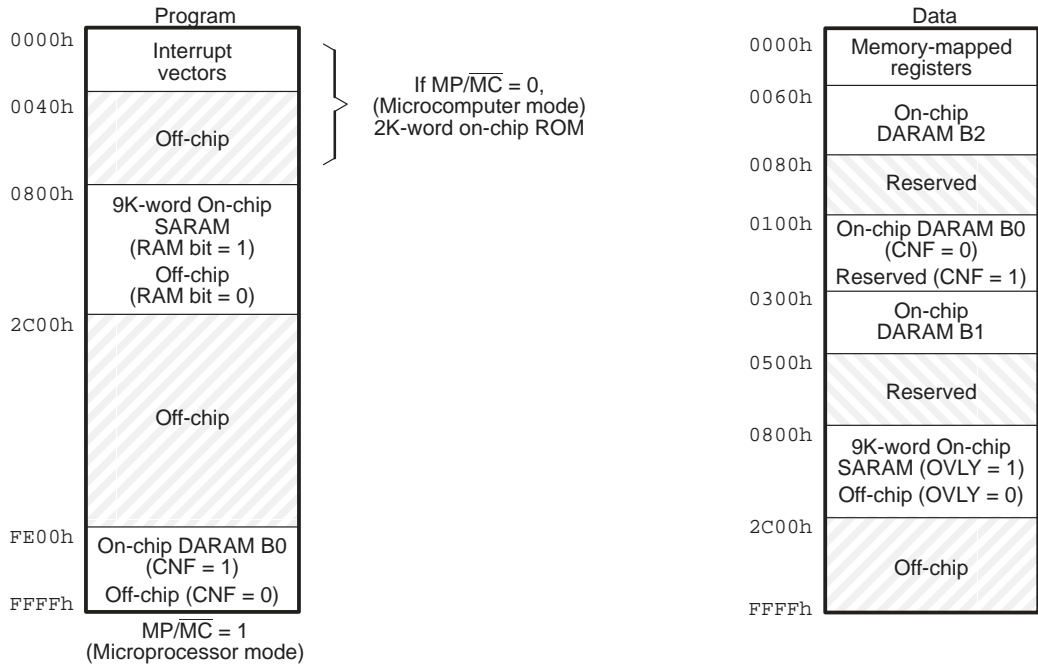 Program
0000h
Interrupt
vectors
0040h
Off-chip
0800h
9K-word On-chip
SARAM
(RAM bit = 1)
Off-chip
(RAM bit = 0)
2C00h
Off-chip
FE00h
On-chip DARAM B0
(CNF = 1)
Off-chip (CNF = 0)
FFFFh
MP/M̅C̅ = 1
(Microprocessor mode)
If MP/M̅C̅ = 0,
(Microcomputer mode)
2K-word on-chip ROM
Data
0000h
Memory-mapped
registers
0060h
On-chip
DARAM B2
0080h
Reserved
0100h
On-chip DARAM B0
(CNF = 0)
Reserved (CNF = 1)
0300h
On-chip
DARAM B1
0500h
Reserved
0800h
9K-word On-chip
SARAM (OVLY = 1)
Off-chip (OVLY = 0)
2C00h
Off-chip
FFFFh